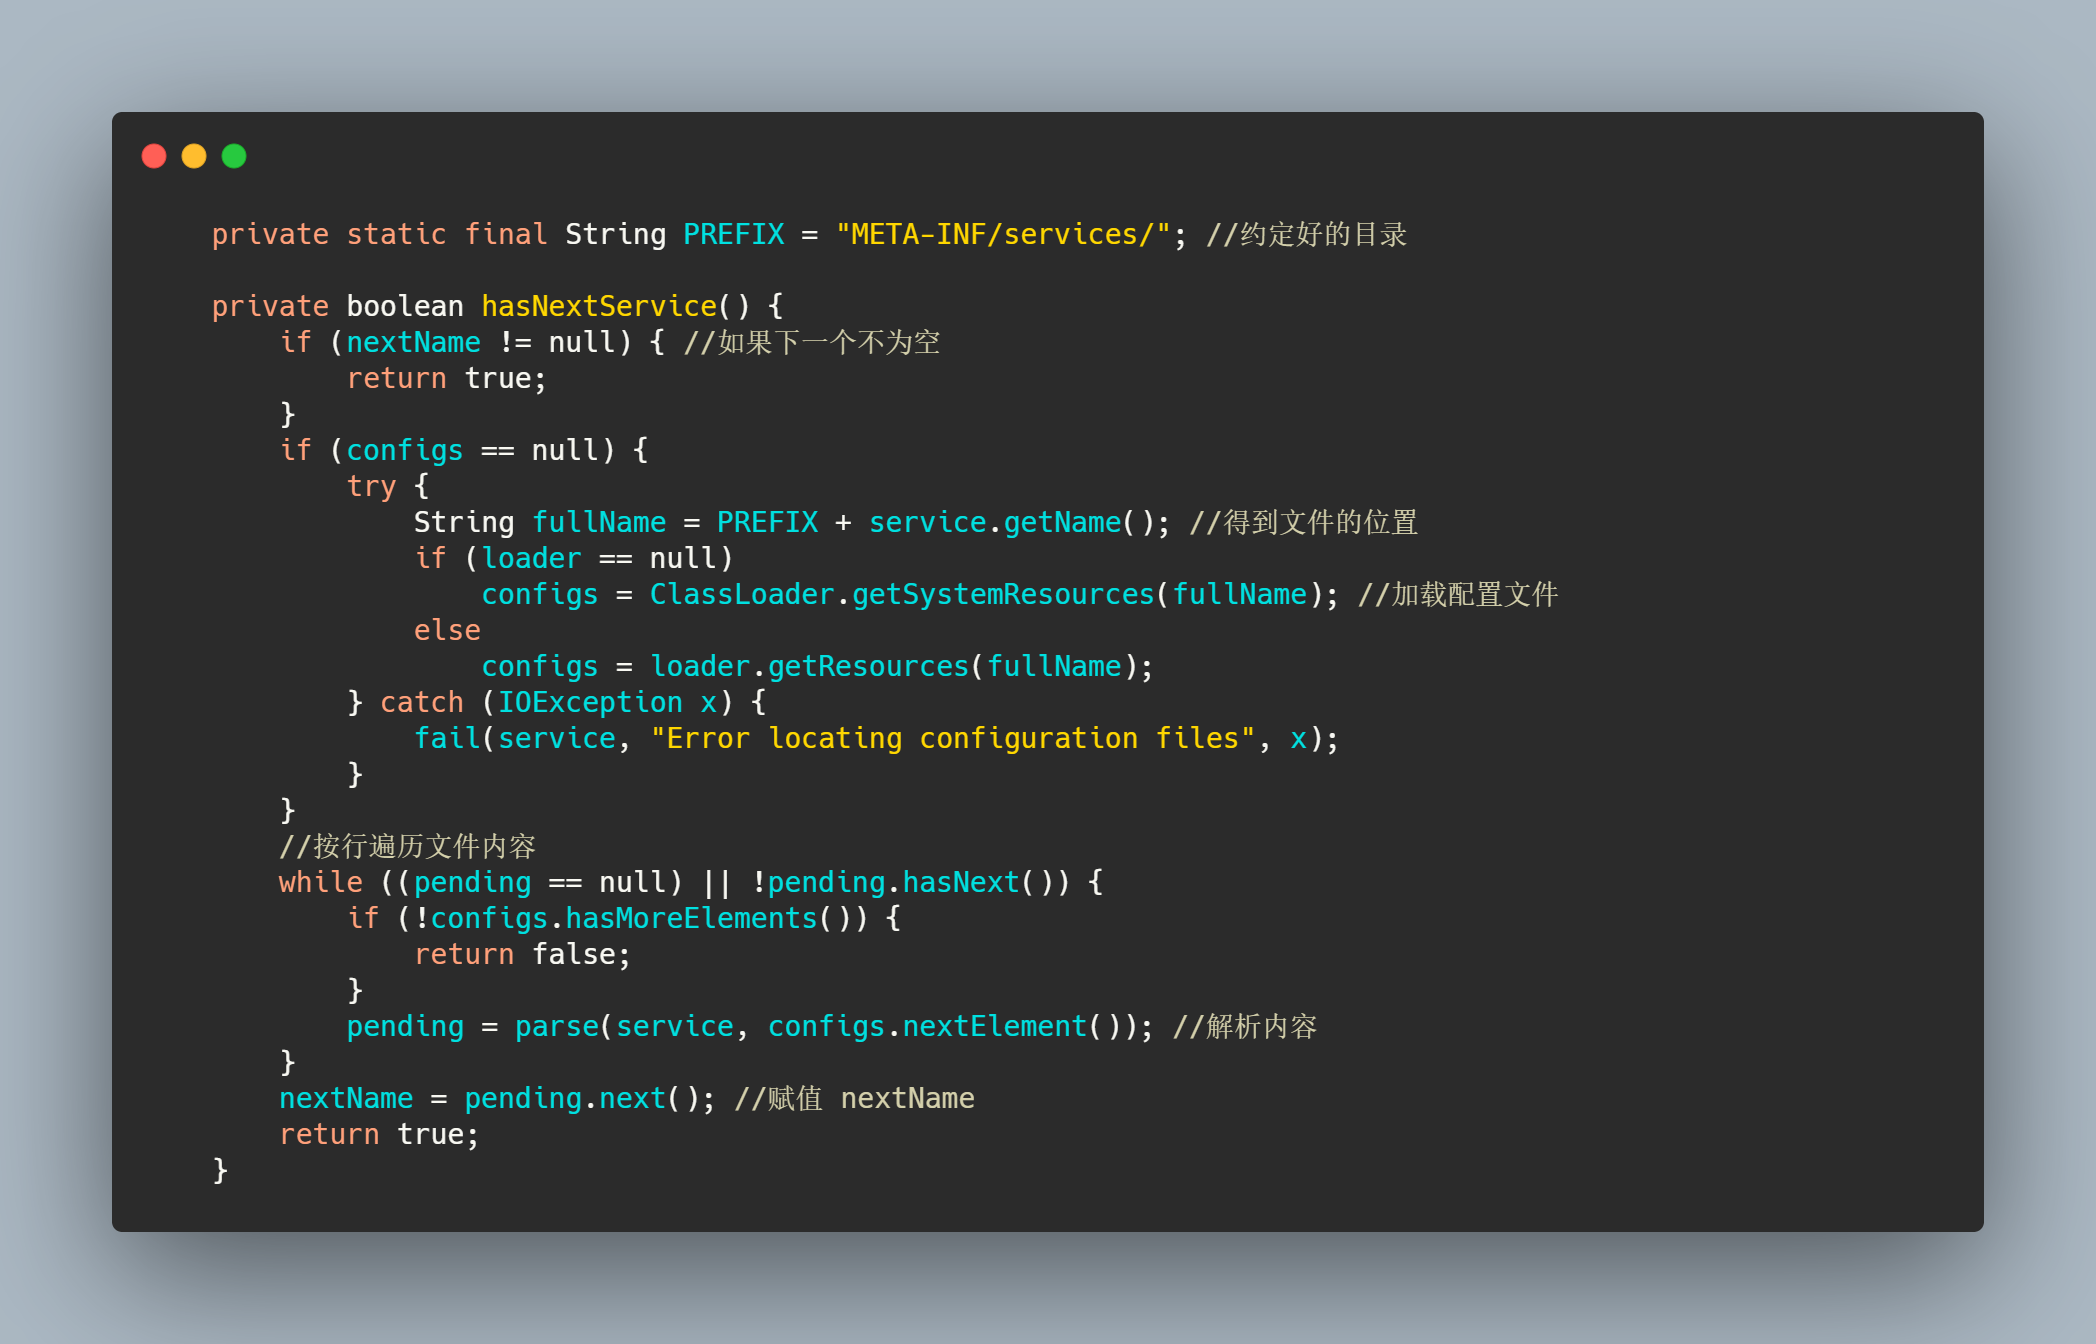 private static final String PREFIX = "META-INF/services/"; //约定好的目录
private boolean hasNextService() {
if (nextName != null) { //如果下一个不为空
return true;
}
if (configs == null) {
try {
String fullName = PREFIX + service.getName(); //得到文件的位置
if (loader == null)
configs = ClassLoader.getSystemResources(fullName); //加载配置文件
else
configs = loader.getResources(fullName);
} catch (IOException x) {
fail(service, "Error locating configuration files", x);
}
}
//按行遍历文件内容
while ((pending == null) || !pending.hasNext()) {
if (!configs.hasMoreElements()) {
return false;
}
pending = parse(service, configs.nextElement()); //解析内容
}
nextName = pending.next(); //赋值 nextName
return true;
}